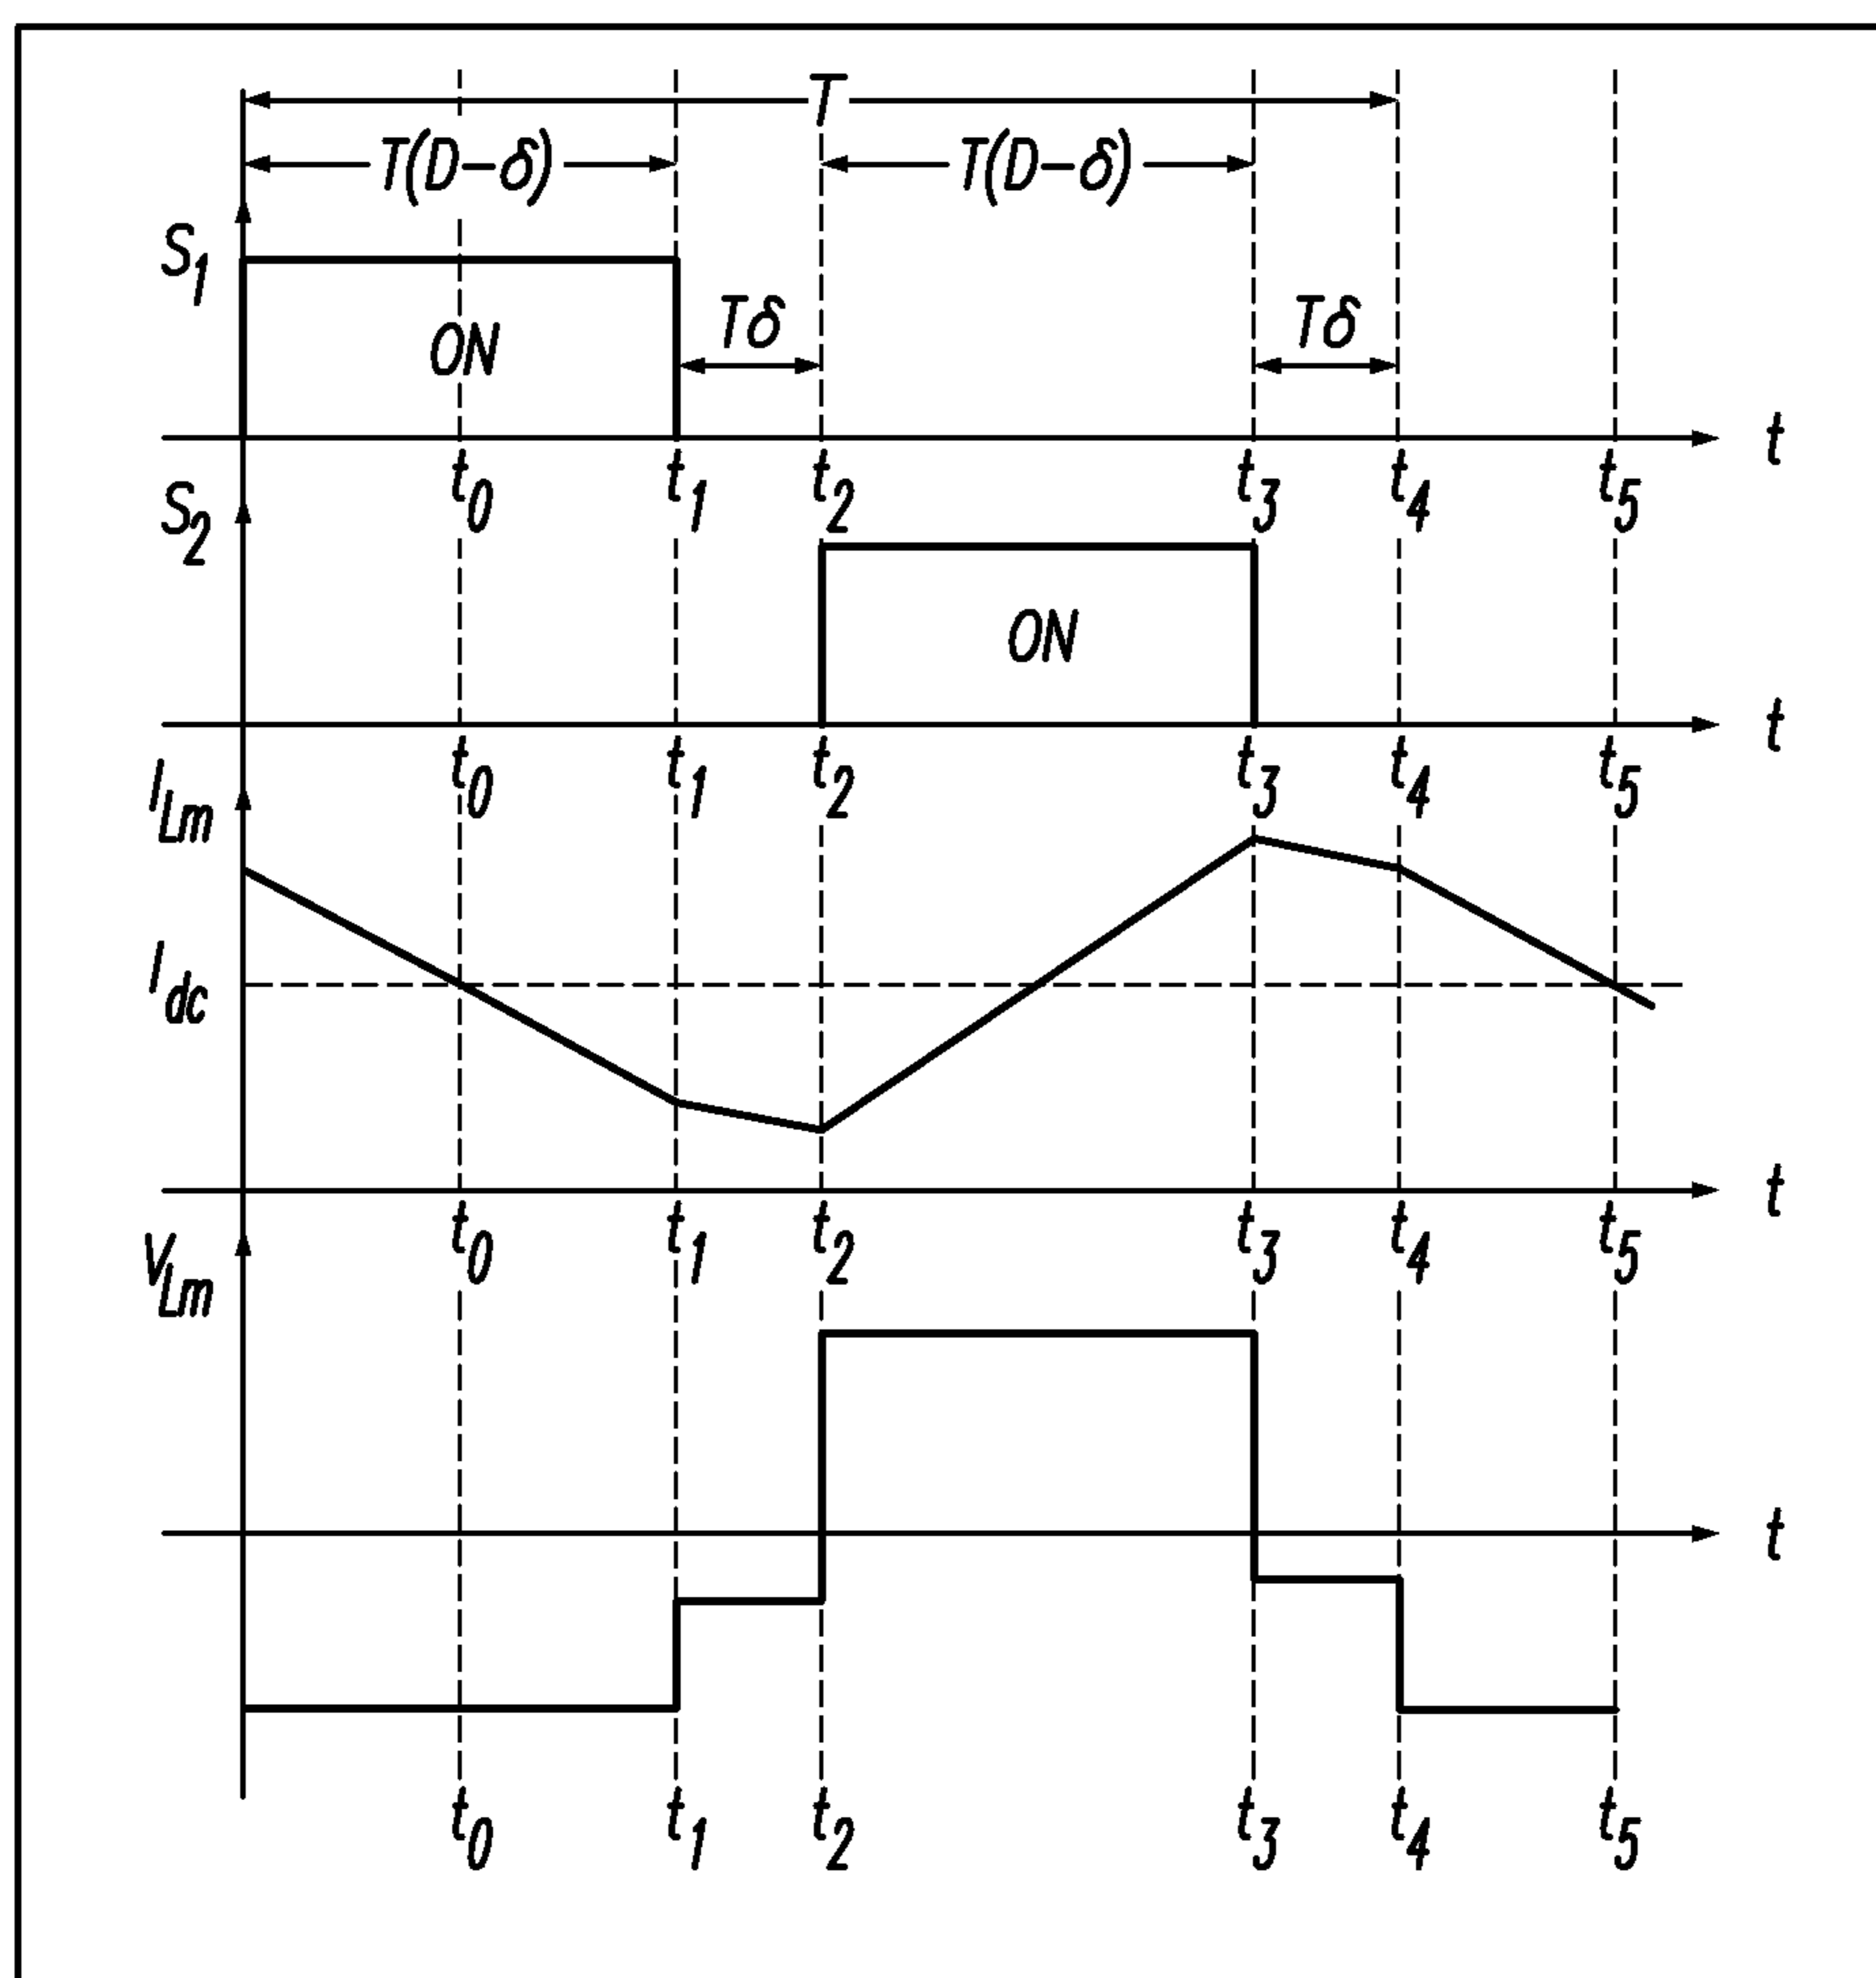 T
T(D-δ) T(D-δ)
S1
ON Tδ Tδ
t
t0 t1 t2 t3 t4 t5
S2
ON
t
t0 t1 t2 t3 t4 t5
ILm
Idc
t
t0 t1 t2 t3 t4 t5
VLm
t
t0 t1 t2 t3 t4 t5